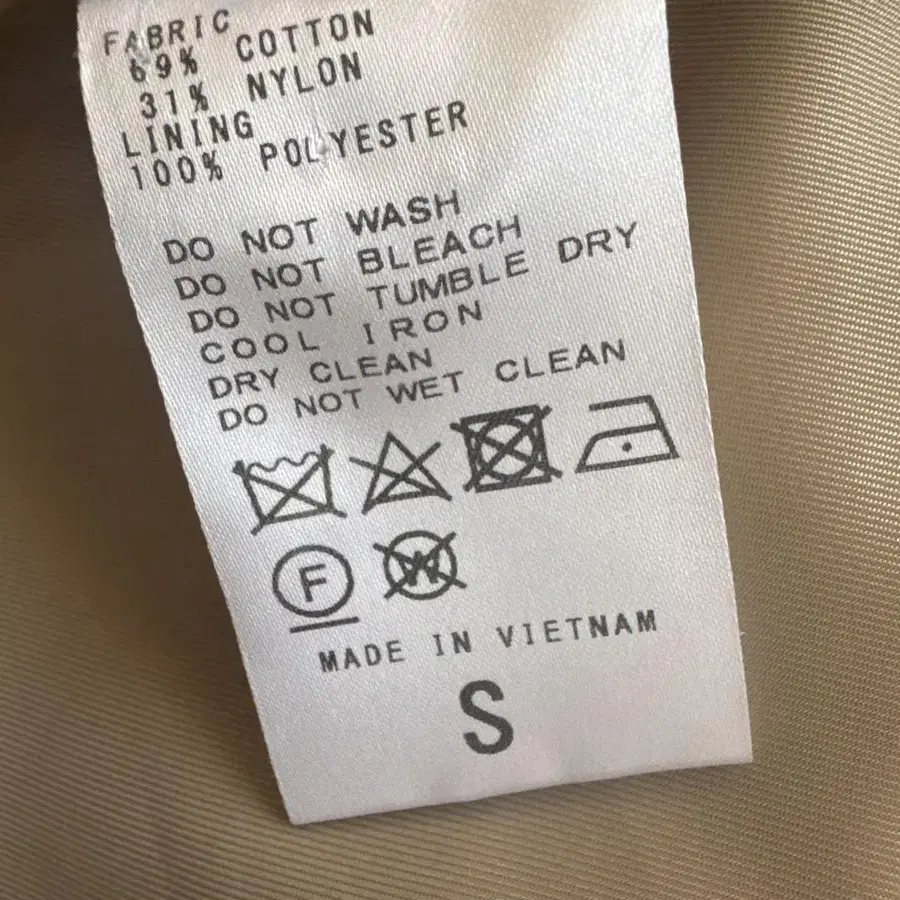 FABRIC
69% COTTON
31% NYLON
LINING
100% POLYESTER
DO NOT WASH
DO NOT BLEACH
DO NOT TUMBLE DRY
COOL IRON
DRY CLEAN
DO NOT WET CLEAN
F W
MADE IN VIETNAM
S